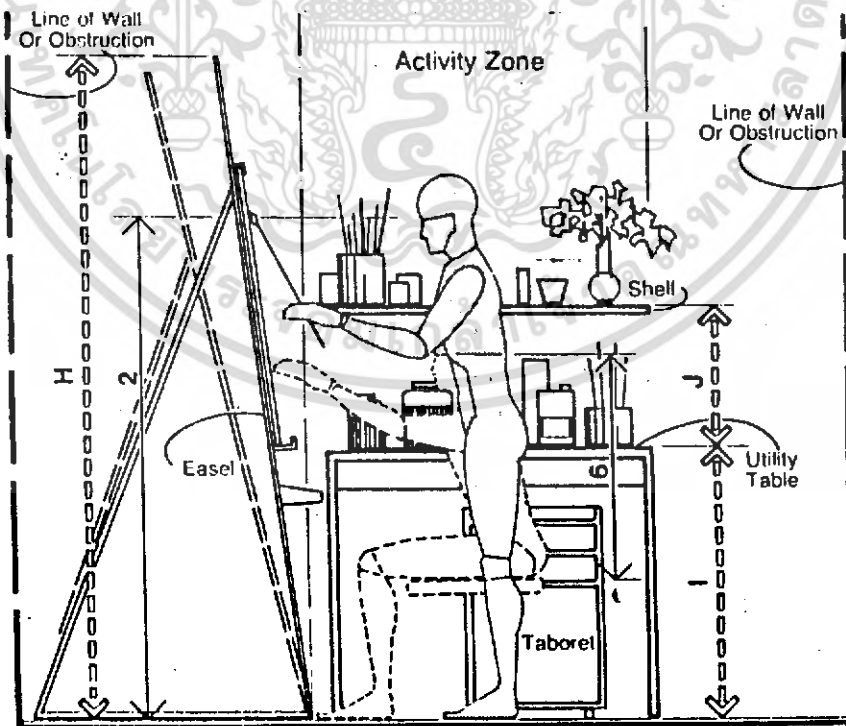 Line of Wall
Or Obstruction
Activity Zone
Line of Wall
Or Obstruction
H
2
Shell
J
Easel
6
Utility
Table
I
Taboret